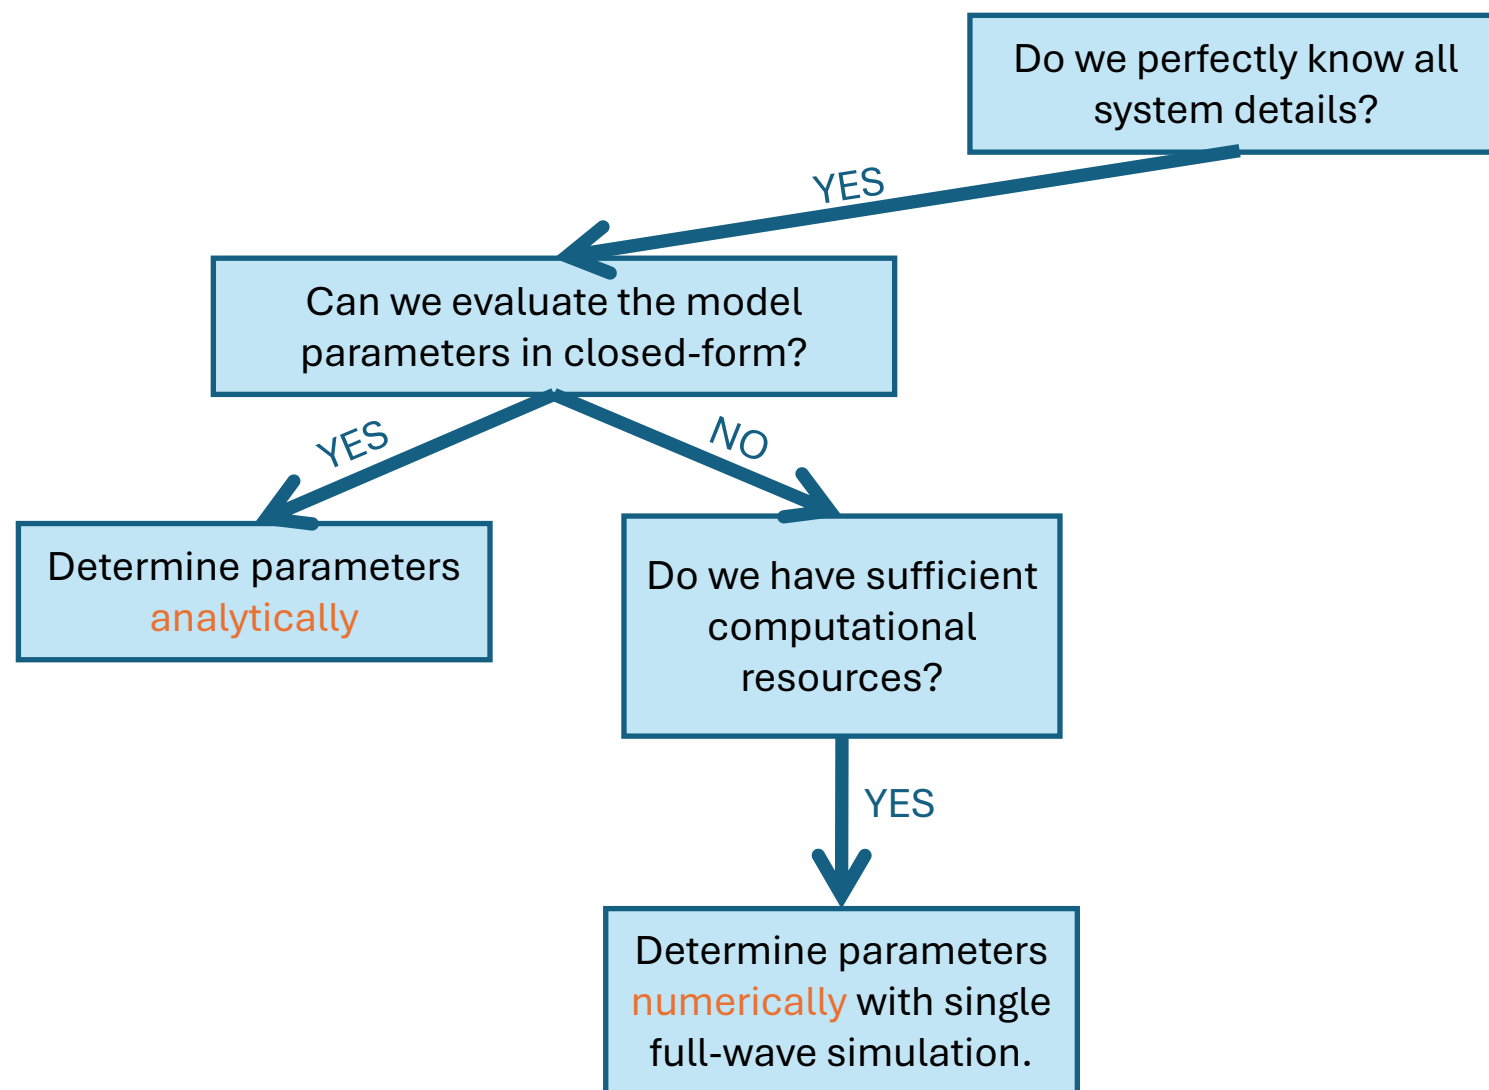 Do we perfectly know all
system details?
YES
Can we evaluate the model
parameters in closed-form?
YES
NO
Determine parameters
analytically
Do we have sufficient
computational
resources?
YES
Determine parameters
numerically with single
full-wave simulation.